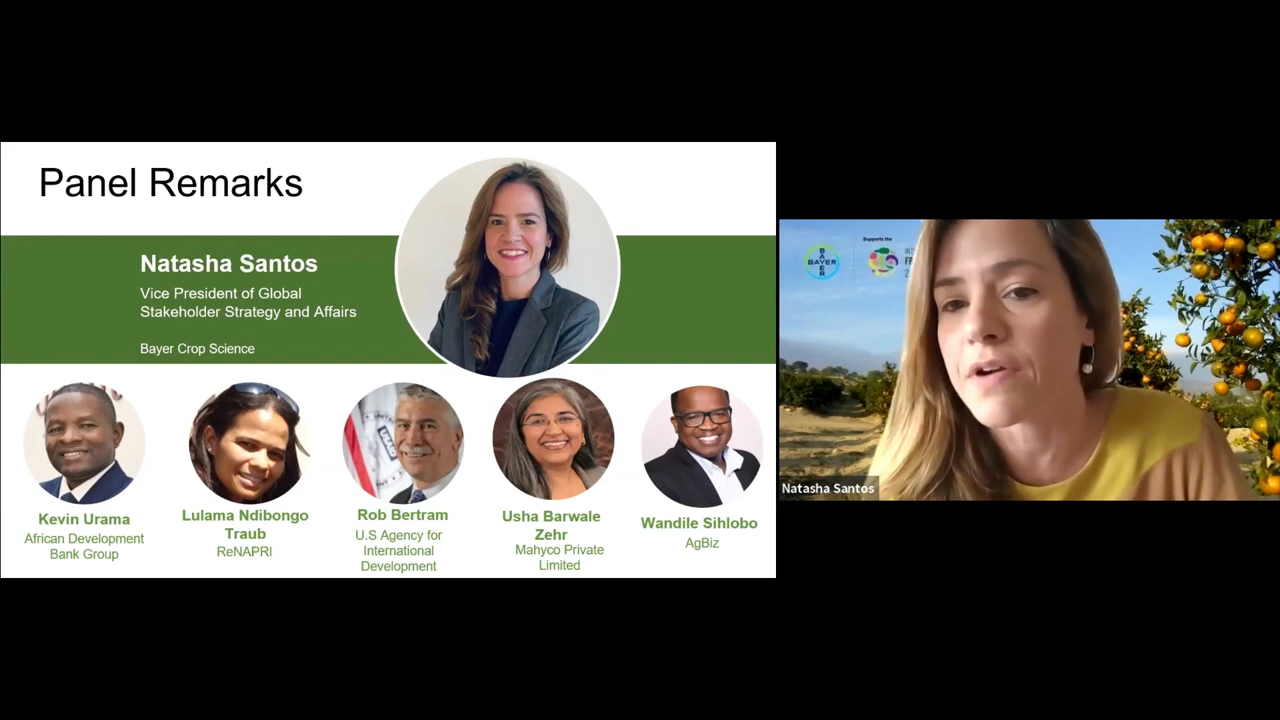 Panel Remarks
Natasha Santos
Vice President of Global
Stakeholder Strategy and Affairs
Bayer Crop Science
Kevin Urama
African Development
Bank Group
Lulama Ndibongo
Traub
ReNAPRI
Rob Bertram
U.S Agency for
International
Development
Usha Barwale
Zehr
Mahyco Private
Limited
Wandile Sihlobo
AgBiz
BAYER
BAYER
Supports the
Natasha Santos